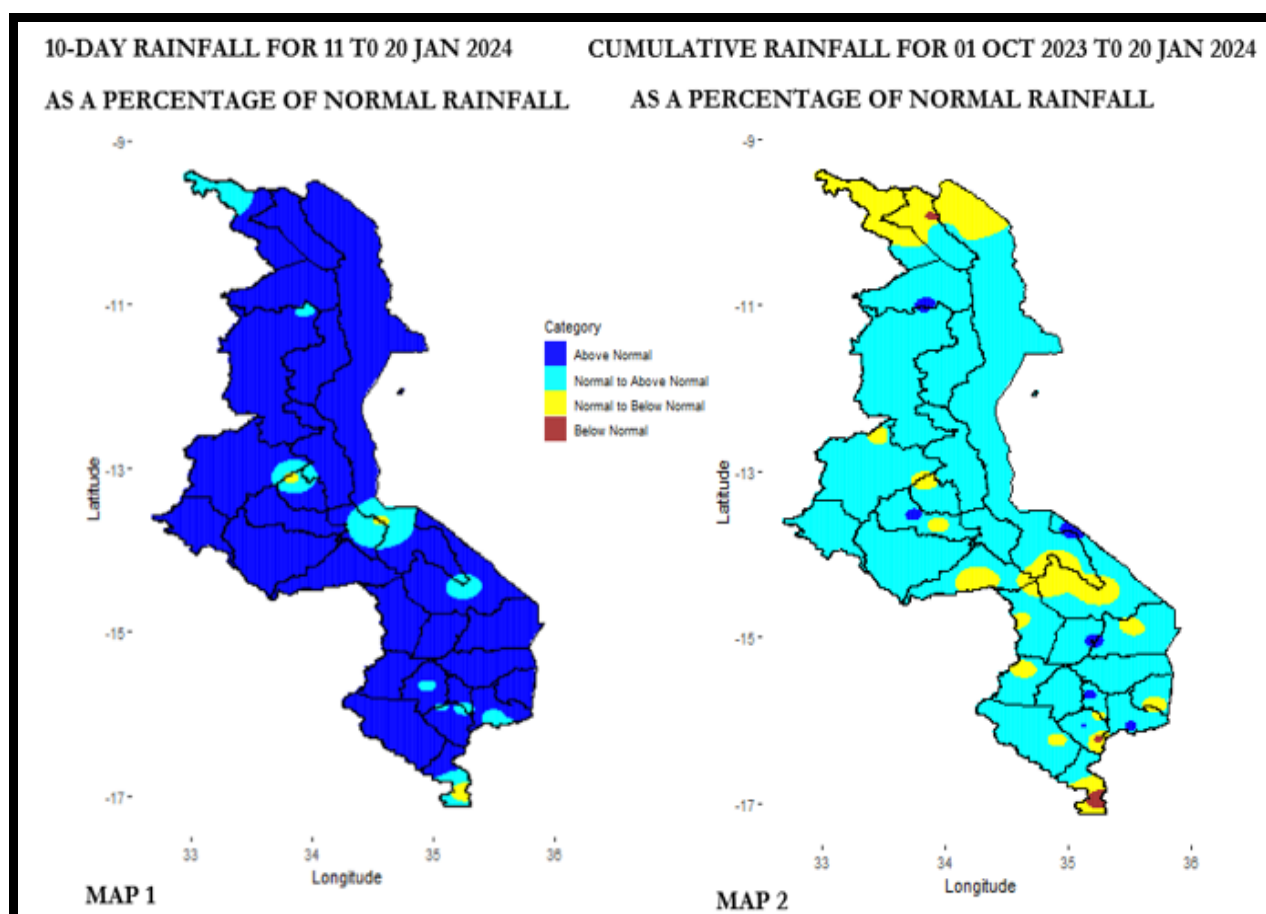 10-DAY RAINFALL FOR 11 T0 20 JAN 2024
AS A PERCENTAGE OF NORMAL RAINFALL
-9
-11
-13
-15
-17
Latitude
33
34
35
36
Longitude
MAP 1
Category
Above Normal
Normal to Above Normal
Normal to Below Normal
Below Normal
CUMULATIVE RAINFALL FOR 01 OCT 2023 T0 20 JAN 2024
AS A PERCENTAGE OF NORMAL RAINFALL
-9
-11
-13
-15
-17
Latitude
33
34
35
36
Longitude
MAP 2